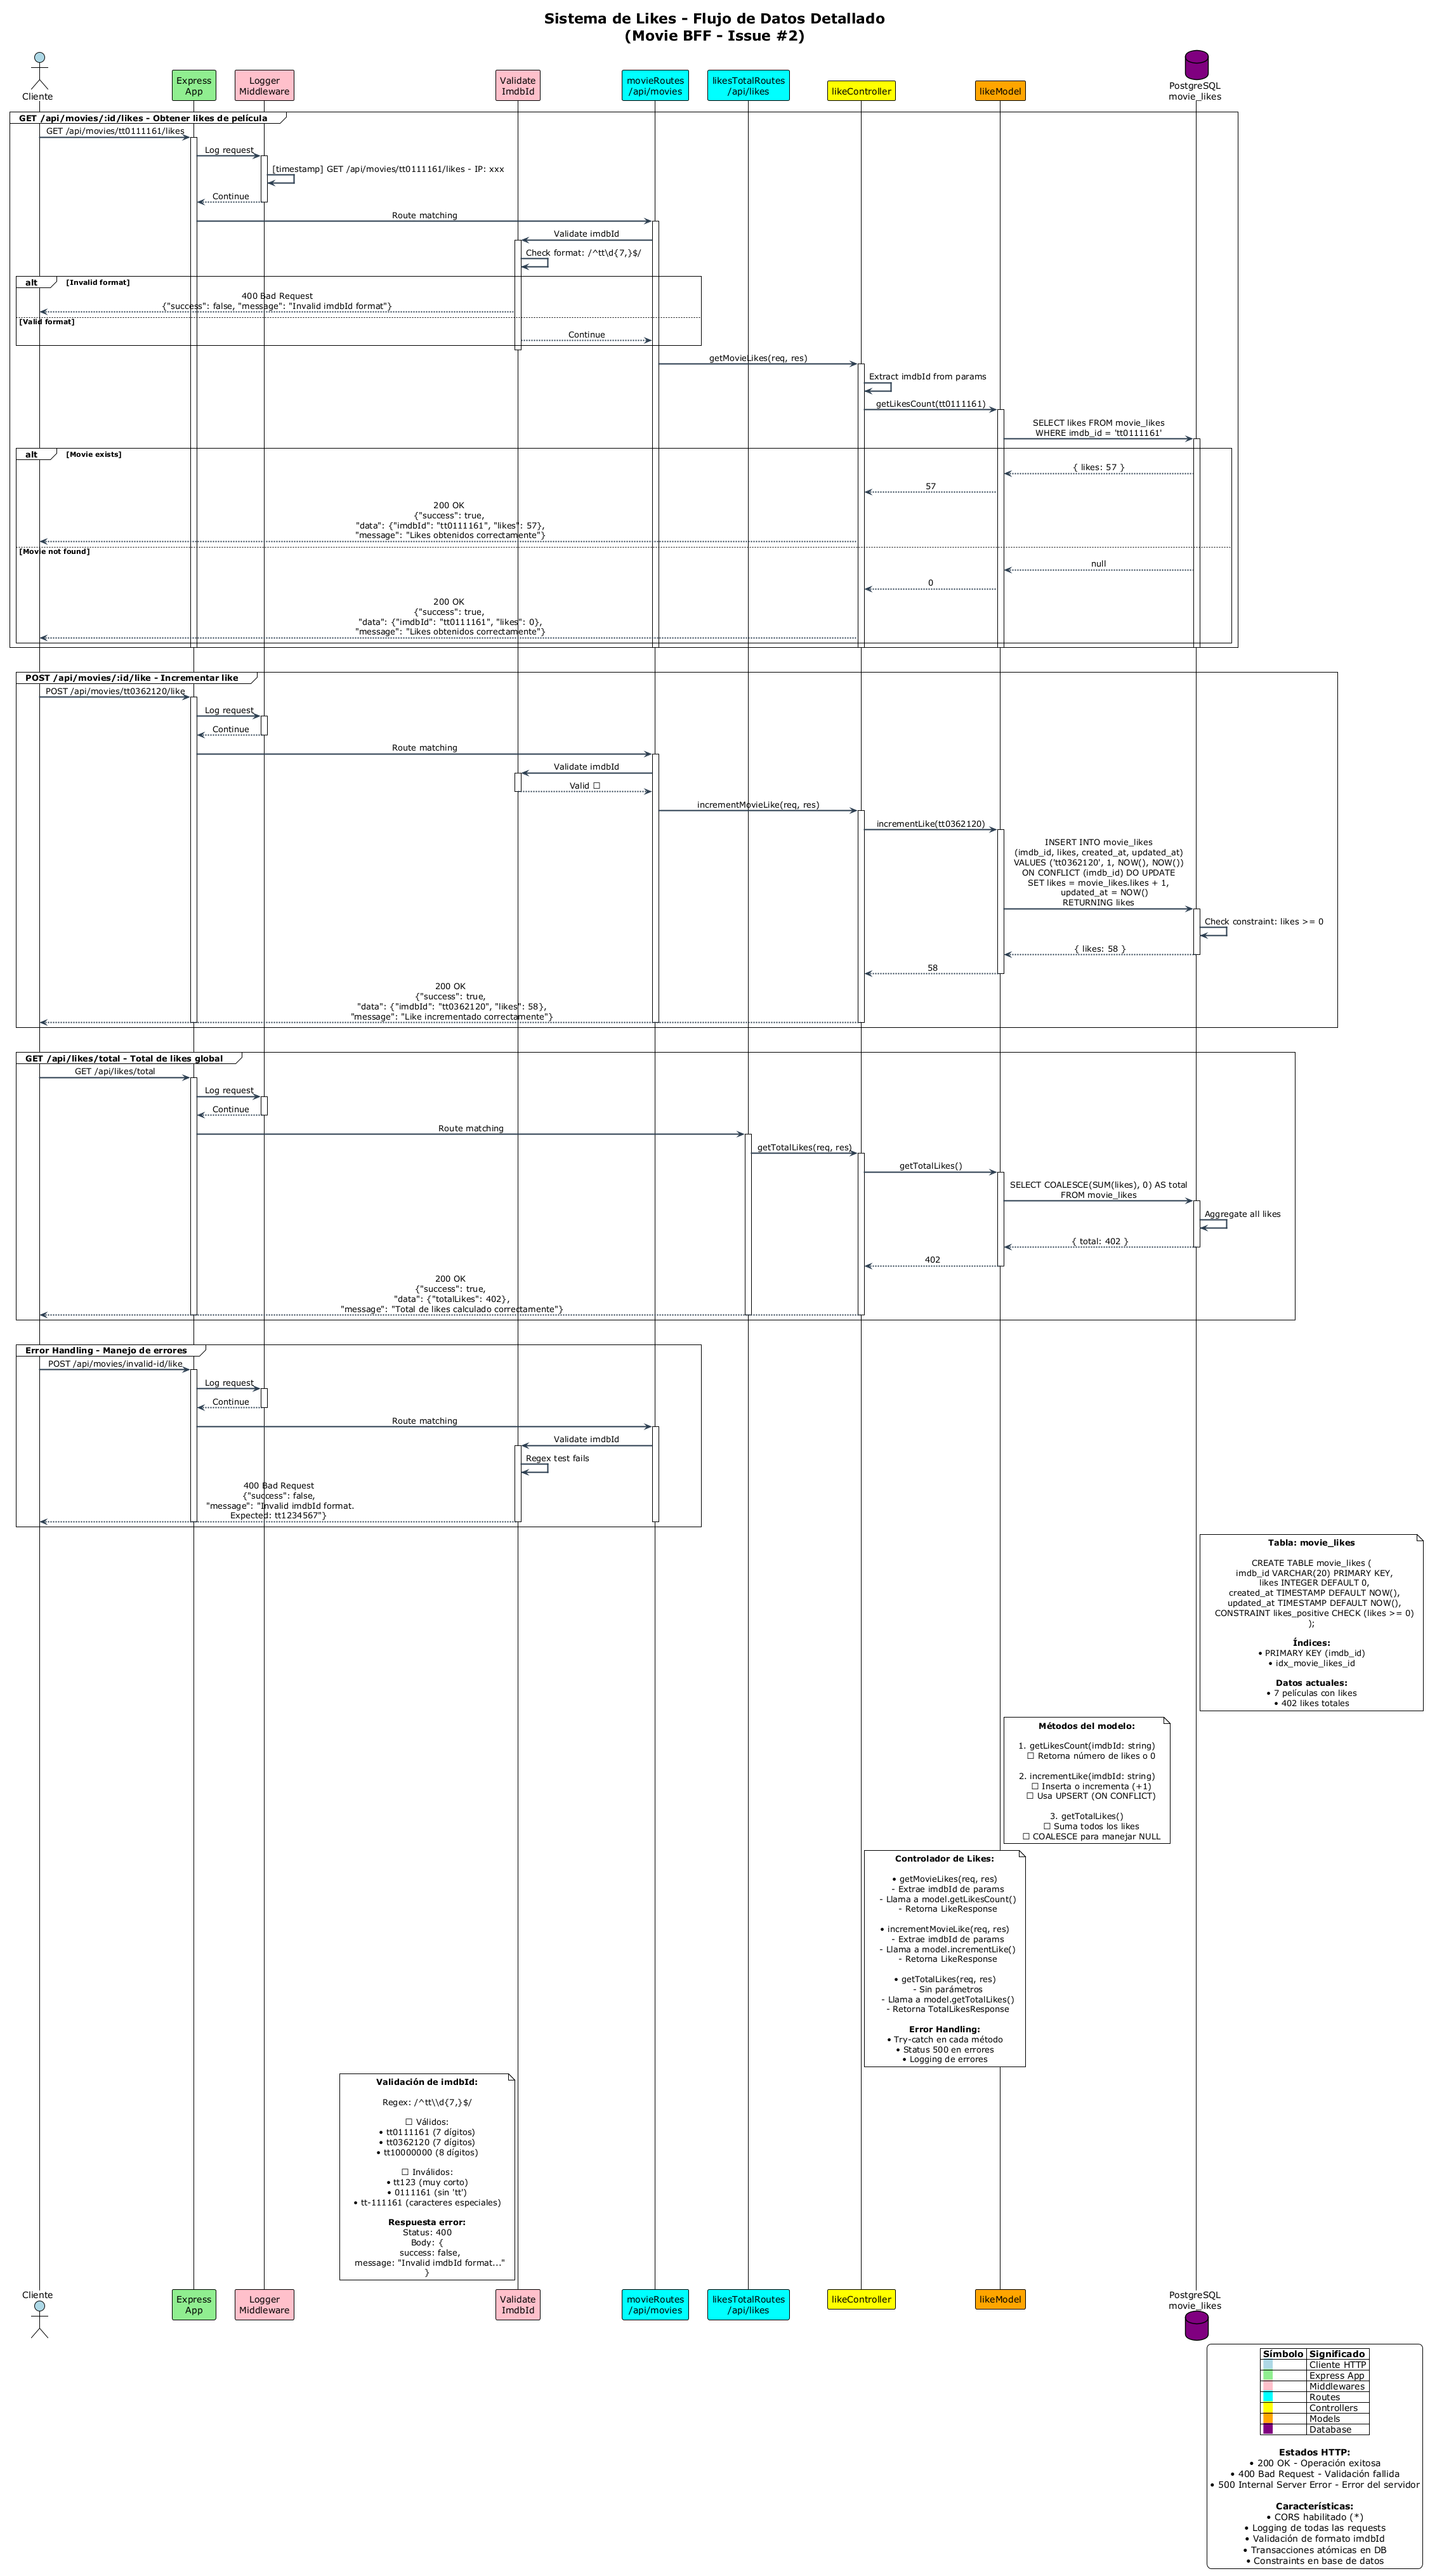 Sistema de Likes - Flujo de Datos Detallado
(Movie BFF - Issue #2)
Cliente
Express
App
Logger
Middleware
Validate
ImdbId
movieRoutes
/api/movies
likesTotalRoutes
/api/likes
likeController
likeModel
PostgreSQL
movie_likes
GET /api/movies/:id/likes - Obtener likes de película
GET /api/movies/tt0111161/likes
Log request
[timestamp] GET /api/movies/tt0111161/likes - IP: xxx
Continue
Route matching
Validate imdbId
Check format: /^tt\d{7,}$/
alt [Invalid format]
400 Bad Request
{"success": false, "message": "Invalid imdbId format"}
[Valid format]
Continue
getMovieLikes(req, res)
Extract imdbId from params
getLikesCount(tt0111161)
SELECT likes FROM movie_likes
WHERE imdb_id = 'tt0111161'
alt [Movie exists]
{ likes: 57 }
57
200 OK
{"success": true,
"data": {"imdbId": "tt0111161", "likes": 57},
"message": "Likes obtenidos correctamente"}
[Movie not found]
null
0
200 OK
{"success": true,
"data": {"imdbId": "tt0111161", "likes": 0},
"message": "Likes obtenidos correctamente"}
POST /api/movies/:id/like - Incrementar like
POST /api/movies/tt0362120/like
Log request
Continue
Route matching
Validate imdbId
Valid ☐
incrementMovieLike(req, res)
incrementLike(tt0362120)
INSERT INTO movie_likes
(imdb_id, likes, created_at, updated_at)
VALUES ('tt0362120', 1, NOW(), NOW())
ON CONFLICT (imdb_id) DO UPDATE
SET likes = movie_likes.likes + 1,
updated_at = NOW()
RETURNING likes
Check constraint: likes >= 0
{ likes: 58 }
58
200 OK
{"success": true,
"data": {"imdbId": "tt0362120", "likes": 58},
"message": "Like incrementado correctamente"}
GET /api/likes/total - Total de likes global
GET /api/likes/total
Log request
Continue
Route matching
getTotalLikes(req, res)
getTotalLikes()
SELECT COALESCE(SUM(likes), 0) AS total
FROM movie_likes
Aggregate all likes
{ total: 402 }
402
200 OK
{"success": true,
"data": {"totalLikes": 402},
"message": "Total de likes calculado correctamente"}
Error Handling - Manejo de errores
POST /api/movies/invalid-id/like
Log request
Continue
Route matching
Validate imdbId
Regex test fails
400 Bad Request
{"success": false,
"message": "Invalid imdbId format.
Expected: tt1234567"}
Tabla: movie_likes
CREATE TABLE movie_likes (
imdb_id VARCHAR(20) PRIMARY KEY,
likes INTEGER DEFAULT 0,
created_at TIMESTAMP DEFAULT NOW(),
updated_at TIMESTAMP DEFAULT NOW(),
CONSTRAINT likes_positive CHECK (likes >= 0)
);
Índices:
• PRIMARY KEY (imdb_id)
• idx_movie_likes_id
Datos actuales:
• 7 películas con likes
• 402 likes totales
Métodos del modelo:
1. getLikesCount(imdbId: string)
☐ Retorna número de likes o 0
2. incrementLike(imdbId: string)
☐ Inserta o incrementa (+1)
☐ Usa UPSERT (ON CONFLICT)
3. getTotalLikes()
☐ Suma todos los likes
☐ COALESCE para manejar NULL
Controlador de Likes:
• getMovieLikes(req, res)
- Extrae imdbId de params
- Llama a model.getLikesCount()
- Retorna LikeResponse
• incrementMovieLike(req, res)
- Extrae imdbId de params
- Llama a model.incrementLike()
- Retorna LikeResponse
• getTotalLikes(req, res)
- Sin parámetros
- Llama a model.getTotalLikes()
- Retorna TotalLikesResponse
Error Handling:
• Try-catch en cada método
• Status 500 en errores
• Logging de errores
Validación de imdbId:
Regex: /^tt\\d{7,}$/
☐ Válidos:
• tt0111161 (7 dígitos)
• tt0362120 (7 dígitos)
• tt10000000 (8 dígitos)
☐ Inválidos:
• tt123 (muy corto)
• 0111161 (sin 'tt')
• tt-111161 (caracteres especiales)
Respuesta error:
Status: 400
Body: {
success: false,
message: "Invalid imdbId format..."
}
Cliente
Express
App
Logger
Middleware
Validate
ImdbId
movieRoutes
/api/movies
likesTotalRoutes
/api/likes
likeController
likeModel
PostgreSQL
movie_likes
Símbolo Significado
Cliente HTTP
Express App
Middlewares
Routes
Controllers
Models
Database
Estados HTTP:
• 200 OK - Operación exitosa
• 400 Bad Request - Validación fallida
• 500 Internal Server Error - Error del servidor
Características:
• CORS habilitado (*)
• Logging de todas las requests
• Validación de formato imdbId
• Transacciones atómicas en DB
• Constraints en base de datos